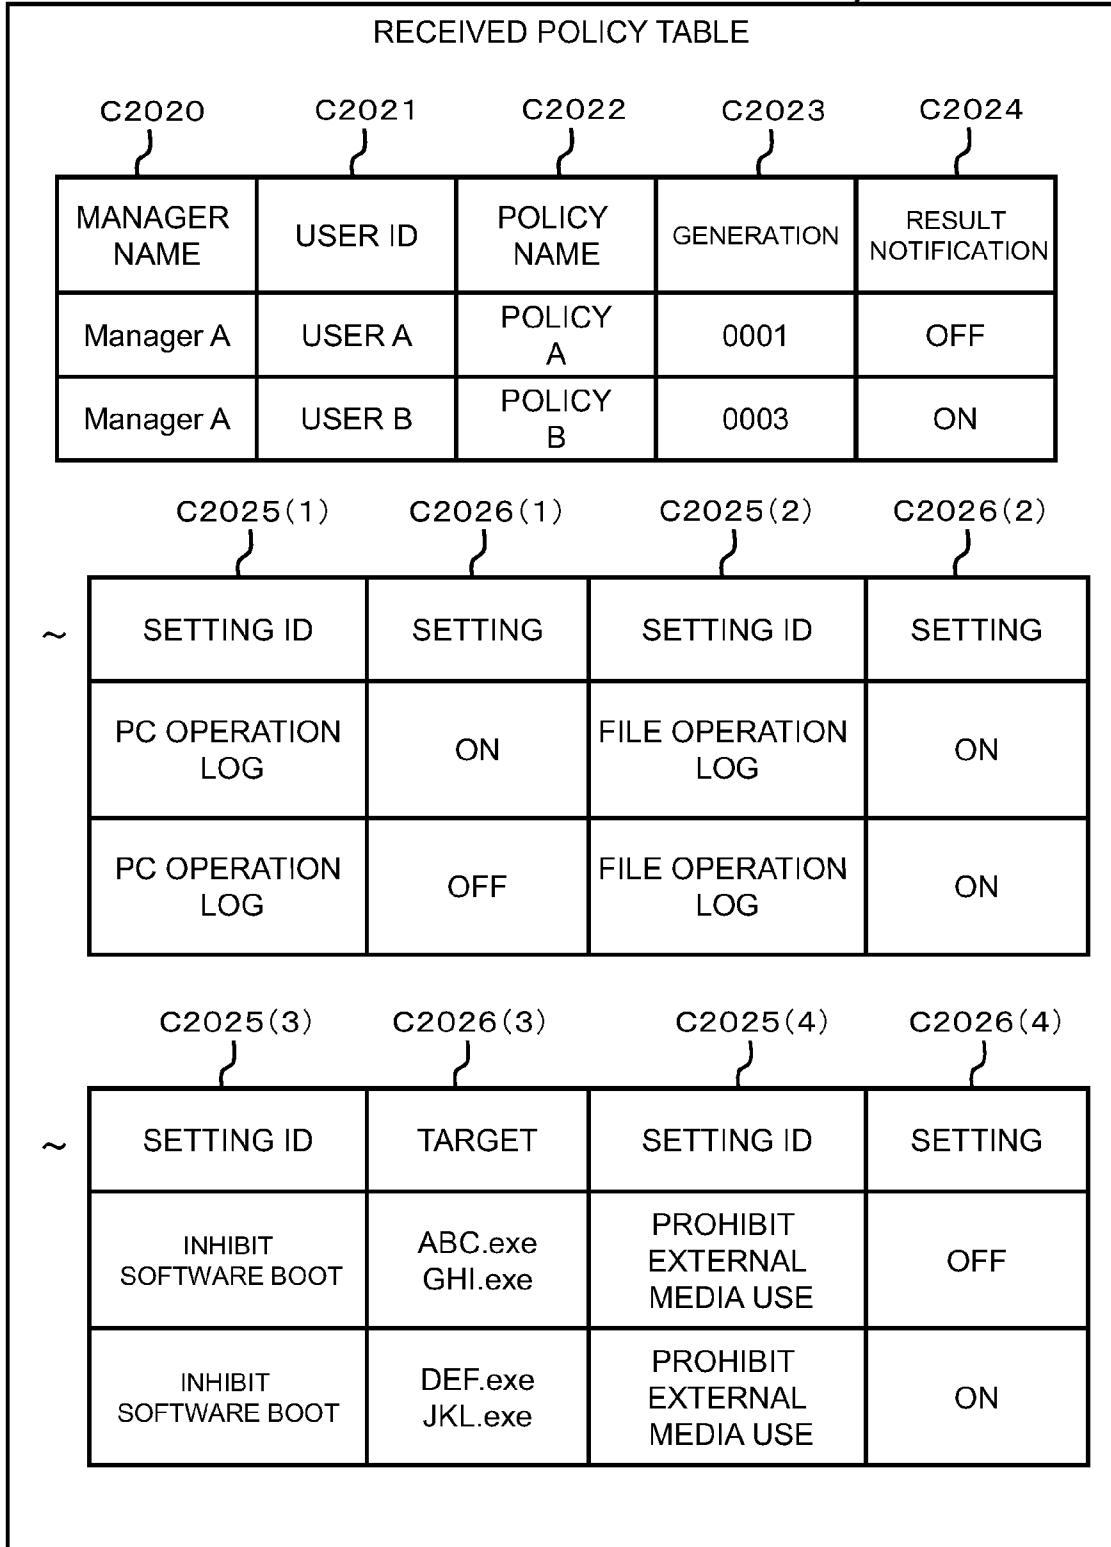 RECEIVED POLICY TABLE
C2020 C2021 C2022 C2023 C2024
MANAGER NAME USER ID POLICY NAME GENERATION RESULT NOTIFICATION
Manager A USER A POLICY A 0001 OFF
Manager A USER B POLICY B 0003 ON
C2025(1) C2026(1) C2025(2) C2026(2)
~ SETTING ID SETTING SETTING ID SETTING
PC OPERATION LOG ON FILE OPERATION LOG ON
PC OPERATION LOG OFF FILE OPERATION LOG ON
C2025(3) C2026(3) C2025(4) C2026(4)
~ SETTING ID TARGET SETTING ID SETTING
INHIBIT SOFTWARE BOOT ABC.exe GHI.exe PROHIBIT EXTERNAL MEDIA USE OFF
INHIBIT SOFTWARE BOOT DEF.exe JKL.exe PROHIBIT EXTERNAL MEDIA USE ON